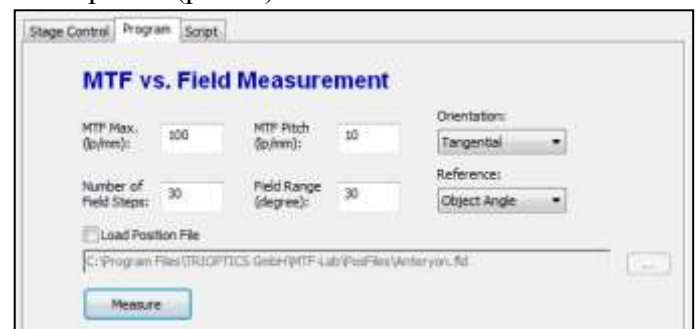 Stage Control Program Script
MTF vs. Field Measurement
MTF Max. (lp/mm): 100 MTF Pitch (lp/mm): 10 Orientation: Tangential
Number of Field Steps: 30 Field Range (degree): 30 Reference: Object Angle
Load Position File
C:\Program Files\TRIOPTICS GmbH\MTF-Lab\PosFiles\Anteryon.fld ...
Measure